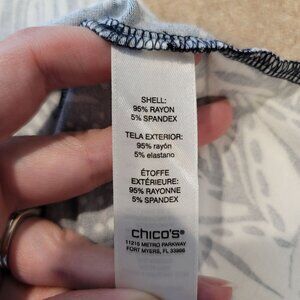 SHELL:
95% RAYON
5% SPANDEX
TELA EXTERIOR:
95% rayón
5% elastano
ÉTOFFE
EXTÉRIEURE:
95% RAYONNE
5% SPANDEX
chico's®
11215 METRO PARKWAY
FORT MYERS, FL 33966